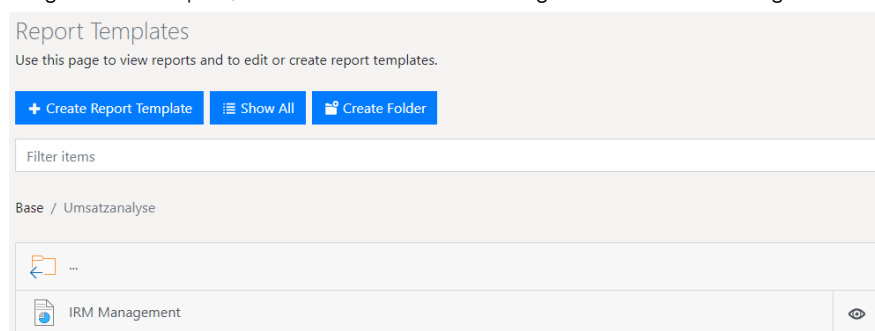 Report Templates
Use this page to view reports and to edit or create report templates.
Create Report Template Show All Create Folder
Filter items
Base / Umsatzanalyse
...
IRM Management